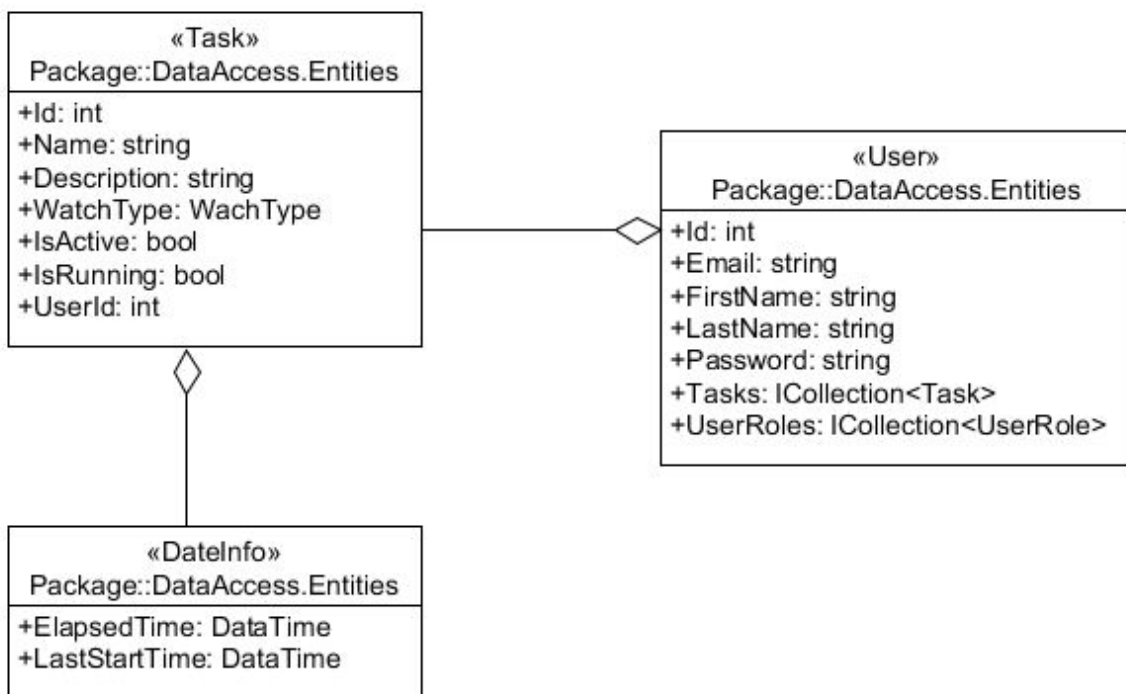 «Task»
Package::DataAccess.Entities
+Id: int
+Name: string
+Description: string
+WatchType: WachType
+IsActive: bool
+IsRunning: bool
+UserId: int
«User»
Package::DataAccess.Entities
+Id: int
+Email: string
+FirstName: string
+LastName: string
+Password: string
+Tasks: ICollection<Task>
+UserRoles: ICollection<UserRole>
«DateInfo»
Package::DataAccess.Entities
+ElapsedTime: DataTime
+LastStartTime: DataTime